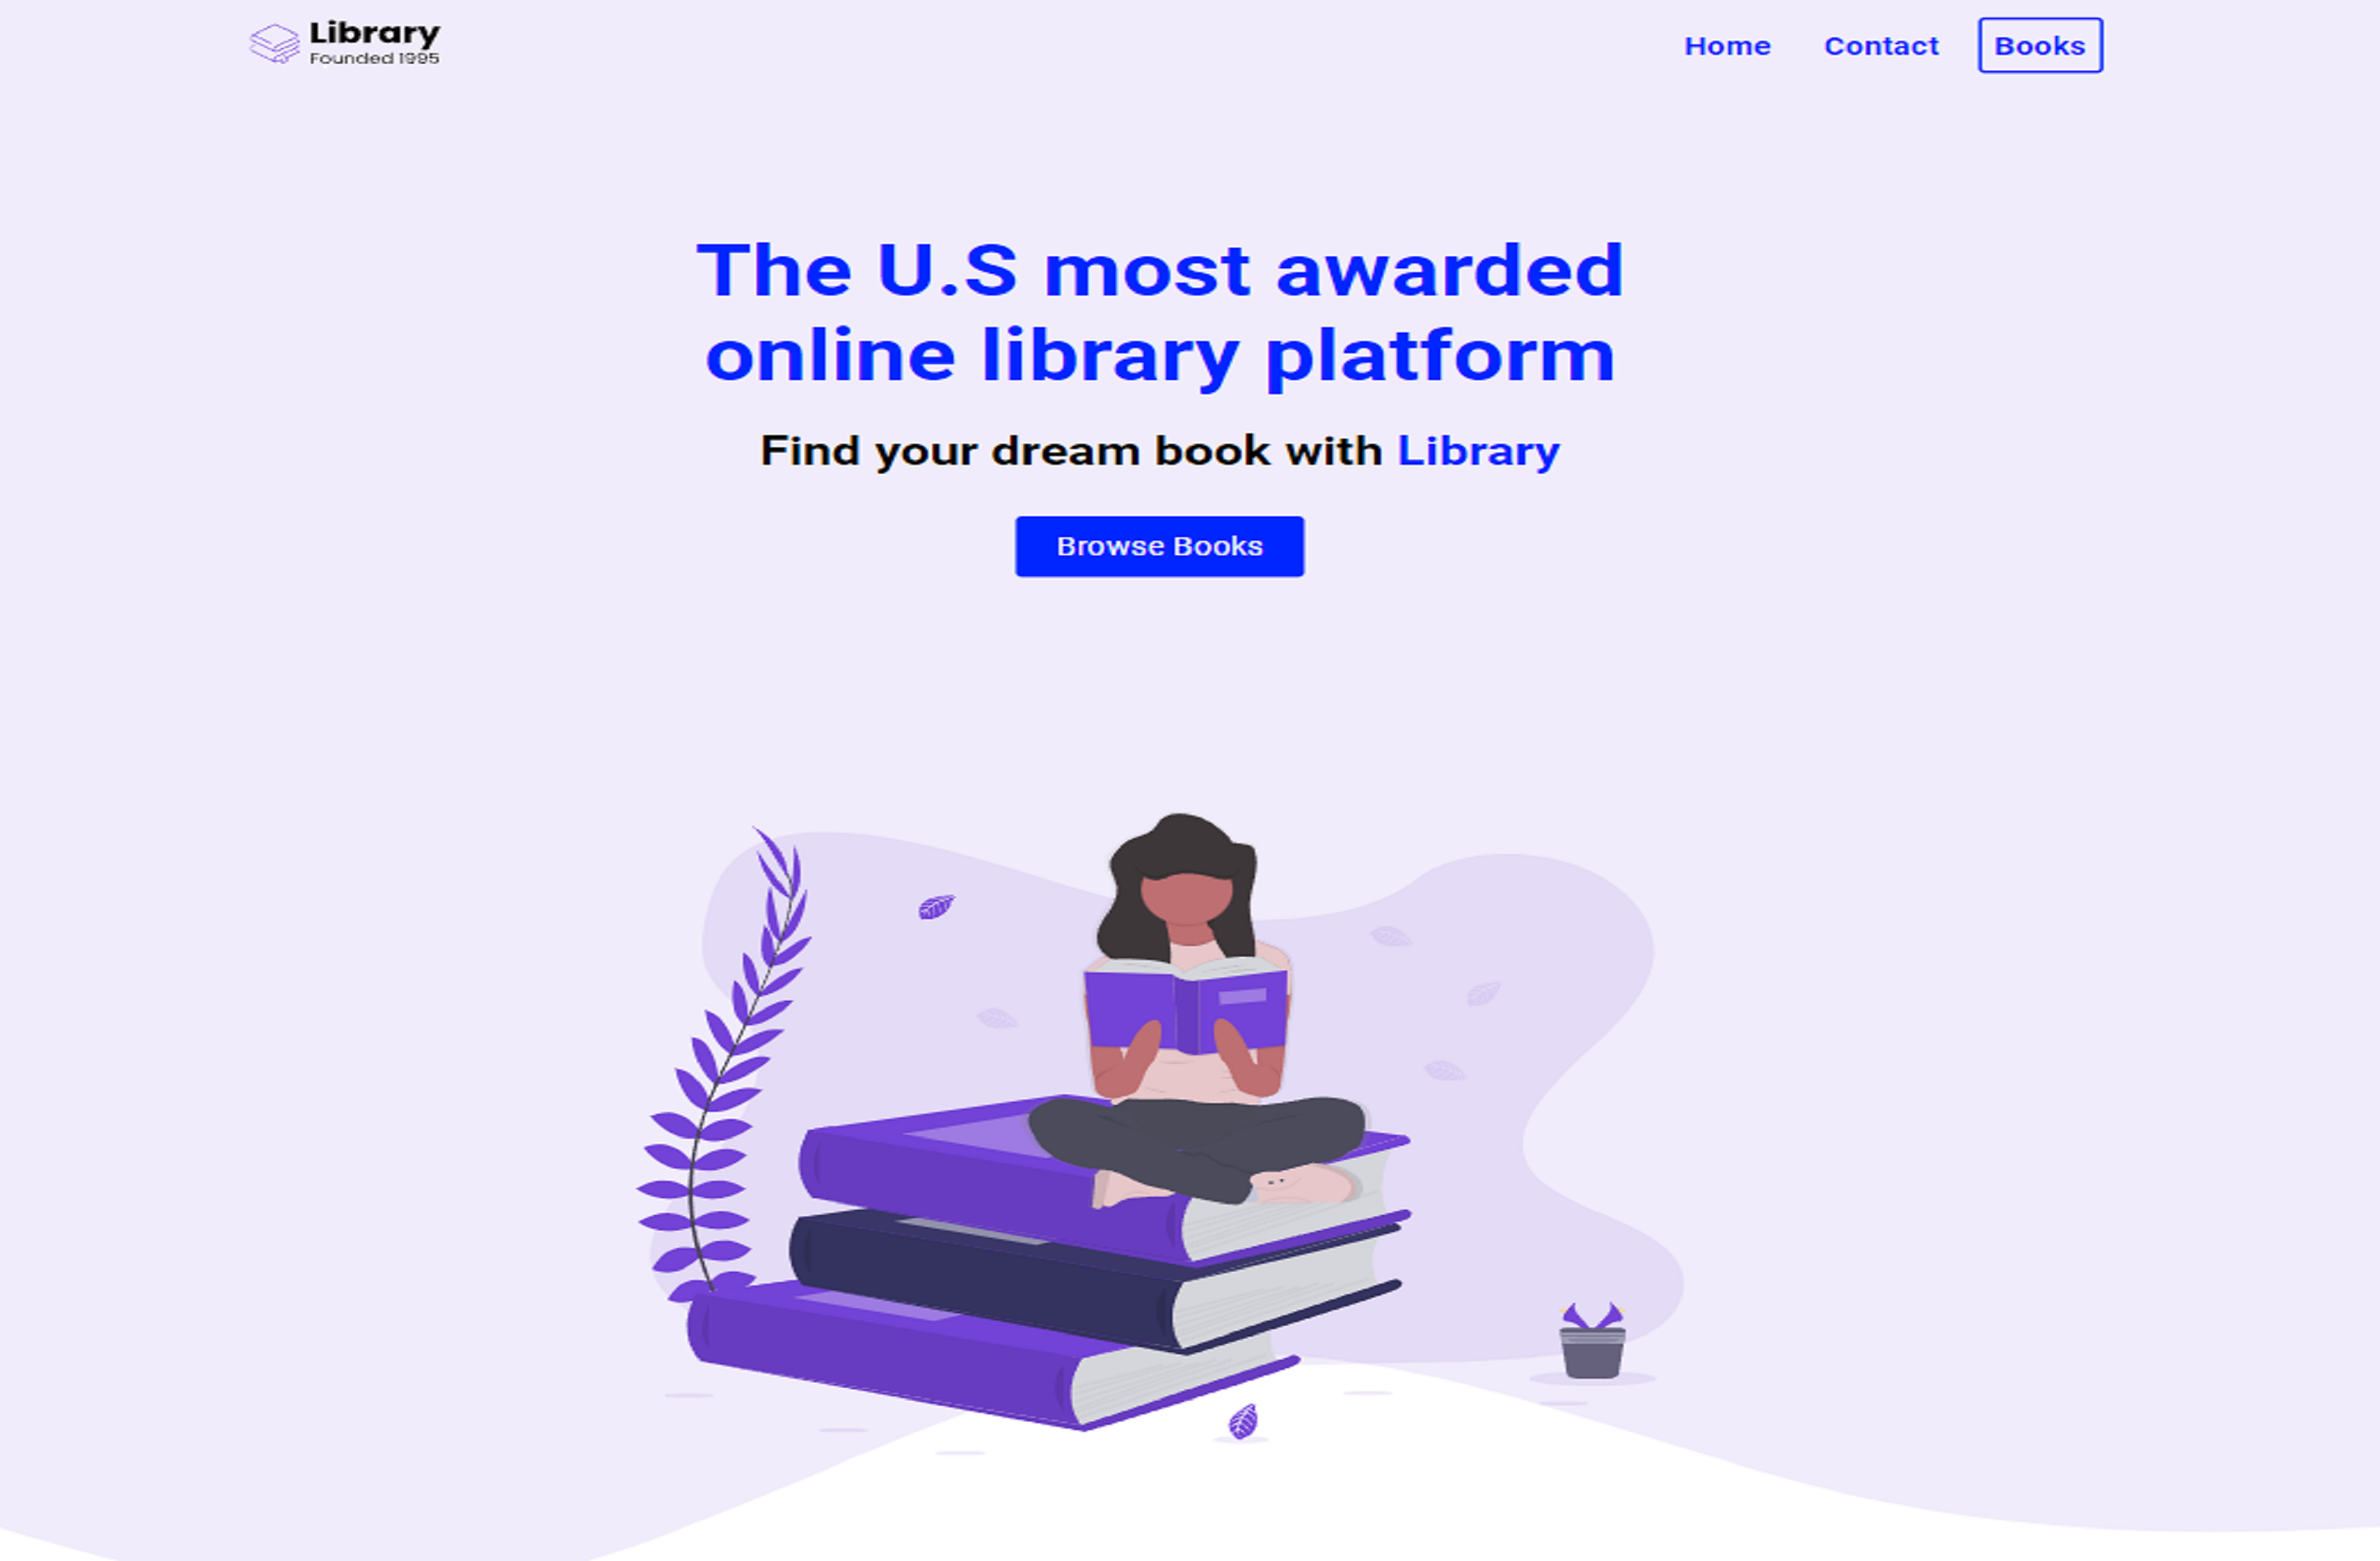 Library
Founded 1995
Home
Contact
Books
The U.S most awarded
online library platform
Find your dream book with Library
Browse Books